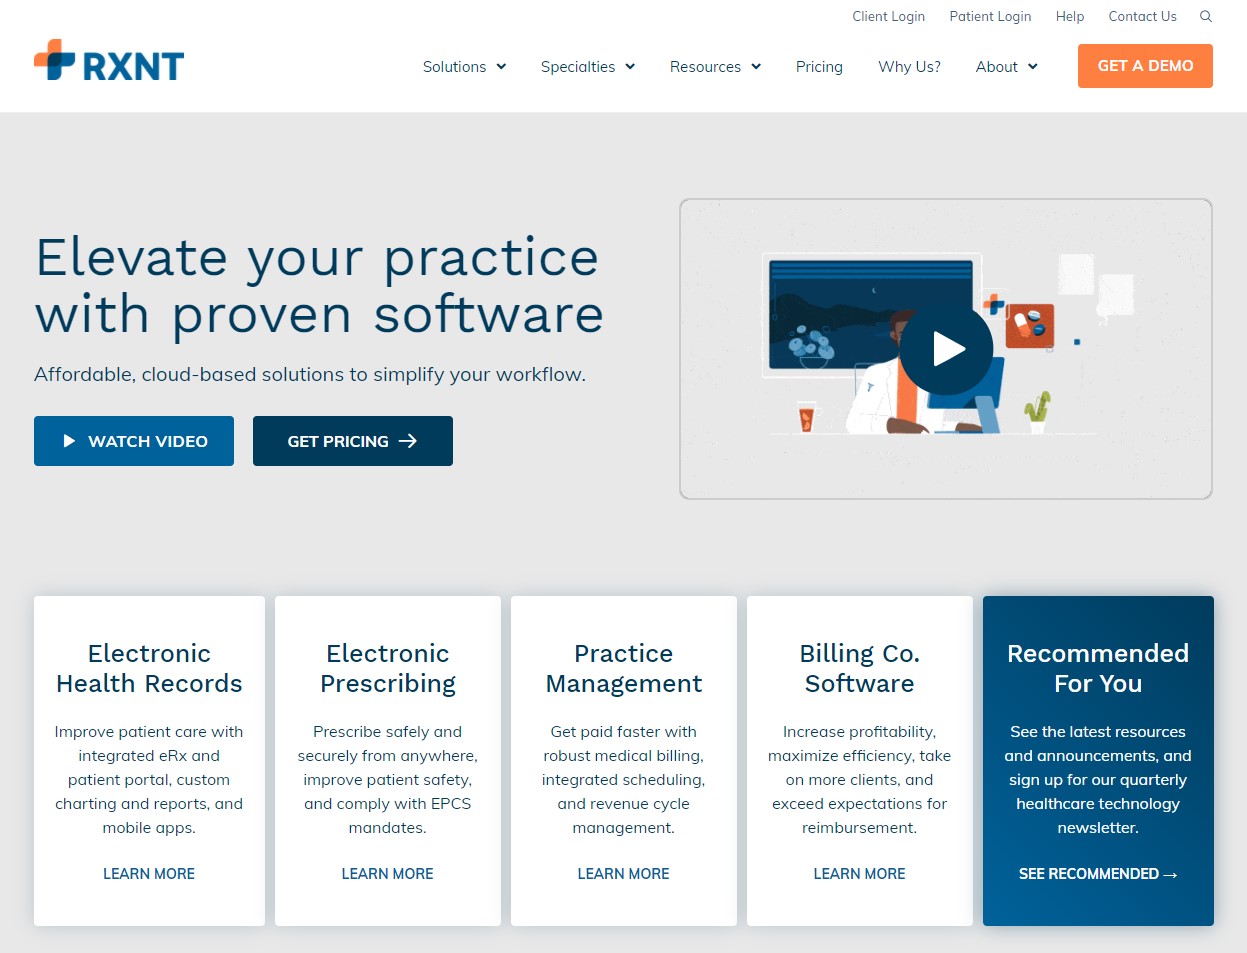 Client Login Patient Login Help Contact Us
RXNT
Solutions Specialties Resources Pricing Why Us? About GET A DEMO
Elevate your practice
with proven software
Affordable, cloud-based solutions to simplify your workflow.
WATCH VIDEO GET PRICING →
Electronic
Health Records
Improve patient care with
integrated eRx and
patient portal, custom
charting and reports, and
mobile apps.
LEARN MORE
Electronic
Prescribing
Prescribe safely and
securely from anywhere,
improve patient safety,
and comply with EPCS
mandates.
LEARN MORE
Practice
Management
Get paid faster with
robust medical billing,
integrated scheduling,
and revenue cycle
management.
LEARN MORE
Billing Co.
Software
Increase profitability,
maximize efficiency, take
on more clients, and
exceed expectations for
reimbursement.
LEARN MORE
Recommended
For You
See the latest resources
and announcements, and
sign up for our quarterly
healthcare technology
newsletter.
SEE RECOMMENDED →